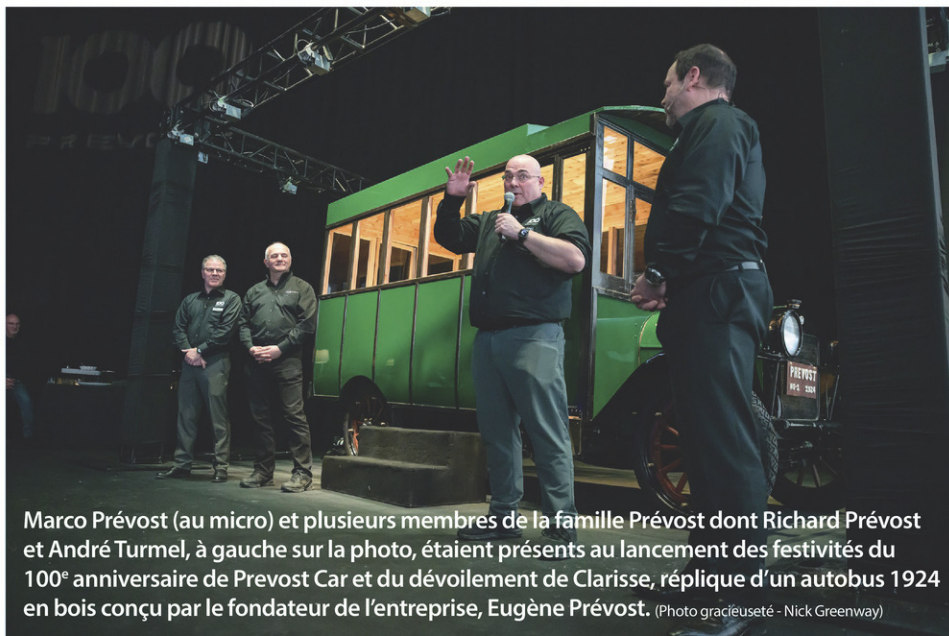 100
PREVO
PREVOST
1924
Marco Prévost (au micro) et plusieurs membres de la famille Prévost dont Richard Prévost
et André Turmel, à gauche sur la photo, étaient présents au lancement des festivités du
100e anniversaire de Prevost Car et du dévoilement de Clarisse, réplique d’un autobus 1924
en bois conçu par le fondateur de l’entreprise, Eugène Prévost. (Photo gracieuseté - Nick Greenway)